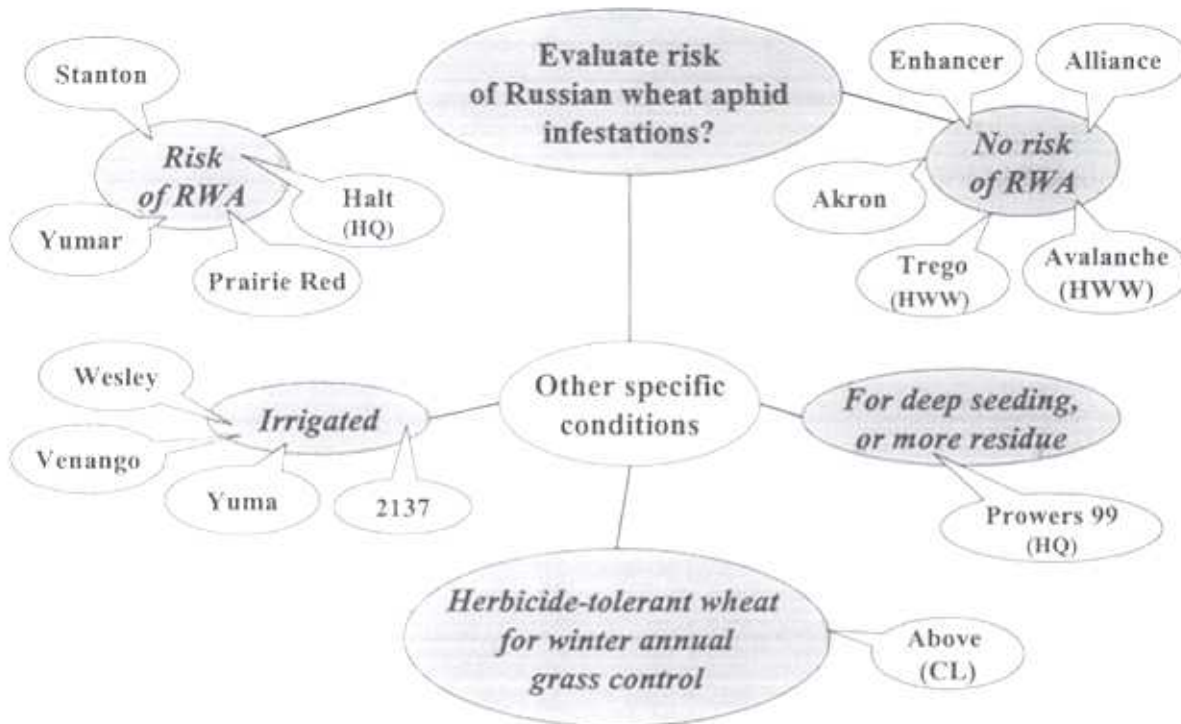 Evaluate risk
of Russian wheat aphid
infestations?
Stanton
Risk
of RWA
Halt
(HQ)
Yumar
Prairie Red
Enhancer
Alliance
No risk
of RWA
Akron
Trego
(HWW)
Avalanche
(HWW)
Other specific
conditions
Wesley
Irrigated
Venango
Yuma
2137
For deep seeding,
or more residue
Prowers 99
(HQ)
Herbicide-tolerant wheat
for winter annual
grass control
Above
(CL)